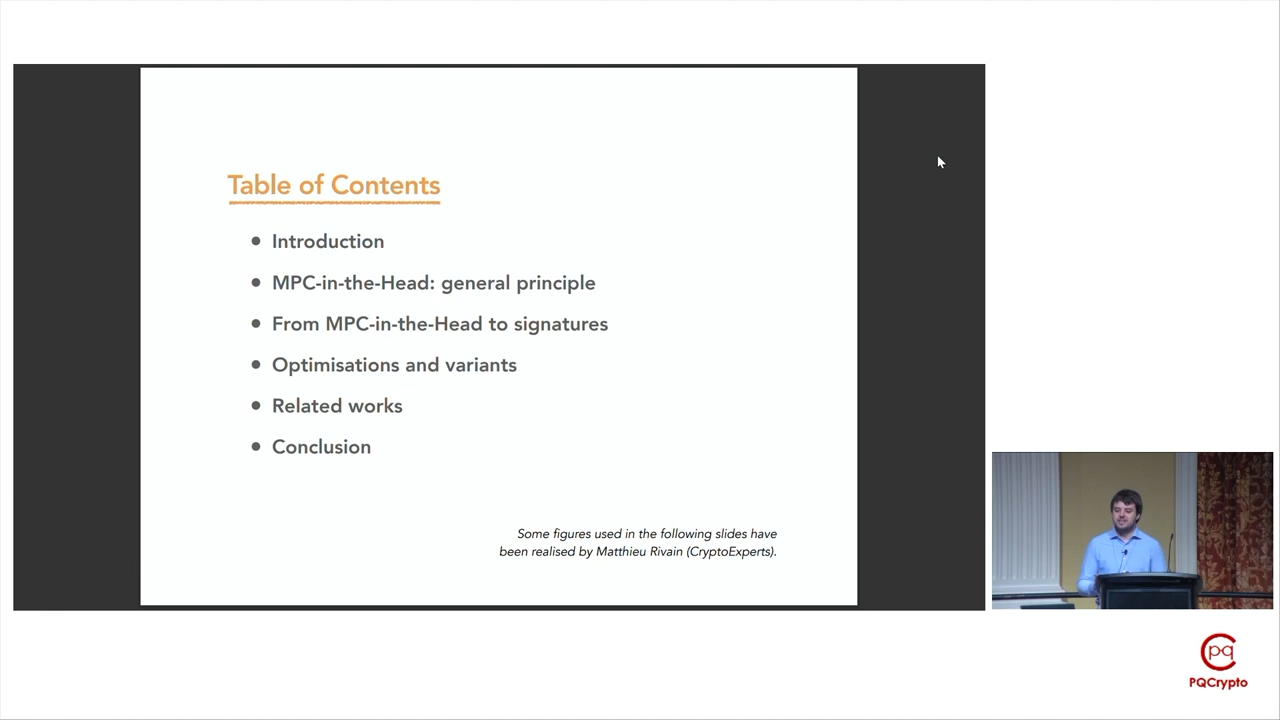 Table of Contents
• Introduction
• MPC-in-the-Head: general principle
• From MPC-in-the-Head to signatures
• Optimisations and variants
• Related works
• Conclusion
Some figures used in the following slides have
been realised by Matthieu Rivain (CryptoExperts).
pq
PQCrypto